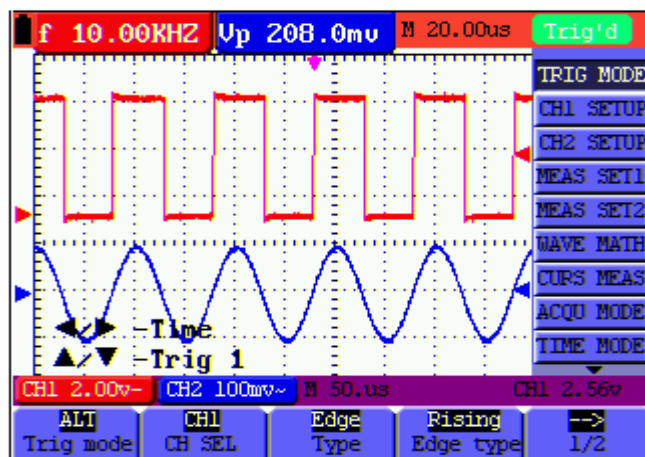 f 10.00KHZ Vp 208.0mv M 20.00us Trig'd
TRIG MODE
CH1 SETUP
CH2 SETUP
MEAS SET1
MEAS SET2
WAVE MATH
CURS MEAS
ACQU MODE
TIME MODE
◀/▶ -Time
▲/▼ -Trig 1
CH1 2.00v- CH2 100mv~ M 50.us CH1 2.56v
ALT CH1 Edge Rising -->
Trig mode CH SEL Type Edge type 1/2